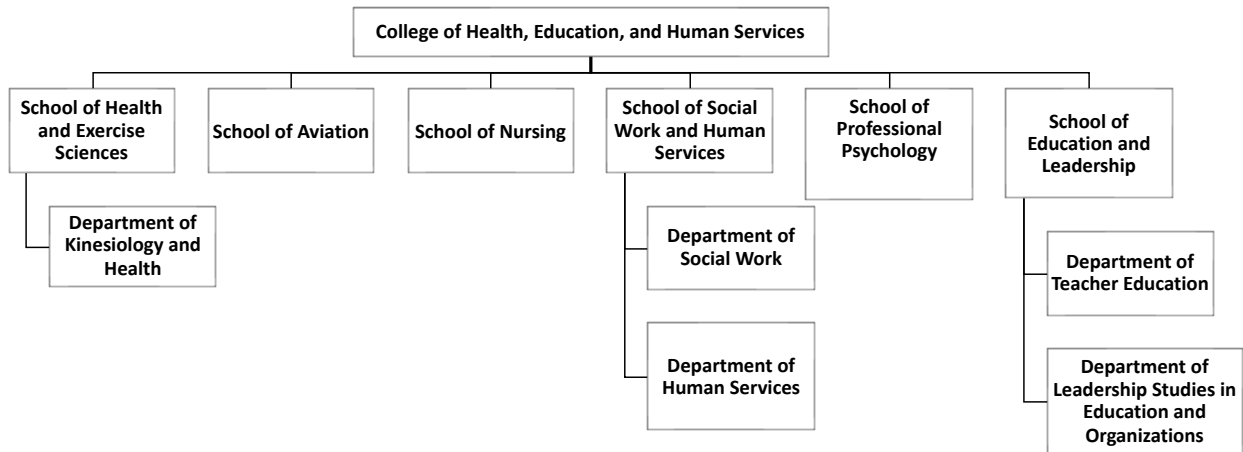 College of Health, Education, and Human Services
School of Health
and Exercise
Sciences
School of Aviation
School of Nursing
School of Social
Work and Human
Services
School of
Professional
Psychology
School of
Education and
Leadership
Department of
Kinesiology and
Health
Department of
Social Work
Department of
Human Services
Department of
Teacher Education
Department of
Leadership Studies in
Education and
Organizations